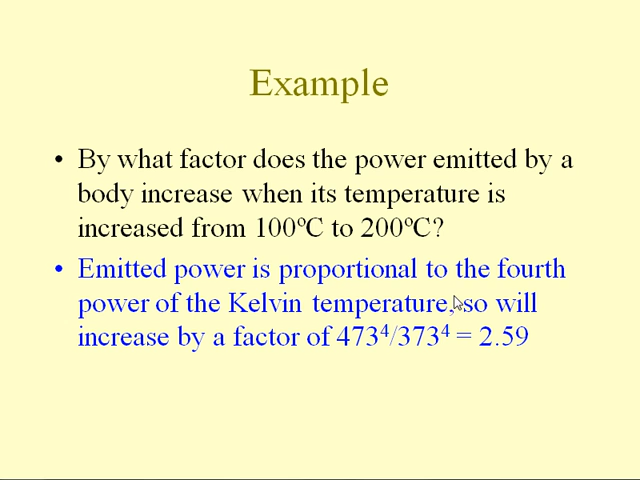 Example
• By what factor does the power emitted by a
body increase when its temperature is
increased from 100ºC to 200ºC?
• Emitted power is proportional to the fourth
power of the Kelvin temperature, so will
increase by a factor of 473⁴/373⁴ = 2.59